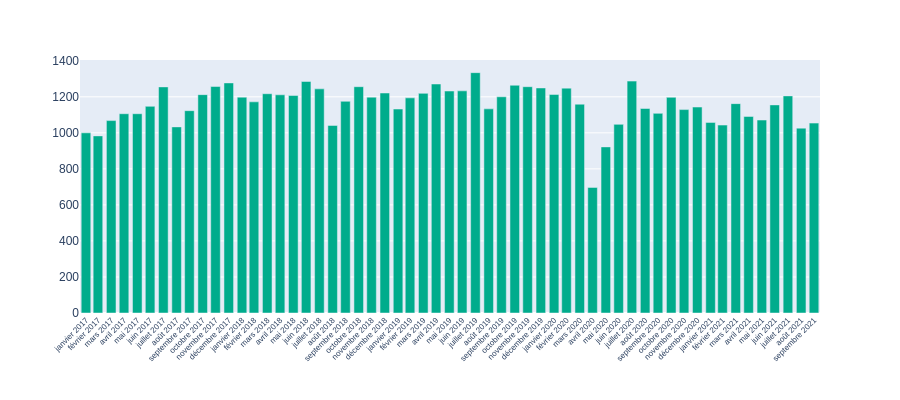 1400
1200
1000
800
600
400
200
0
janvier 2017
février 2017
mars 2017
avril 2017
mai 2017
juin 2017
juillet 2017
août 2017
septembre 2017
octobre 2017
novembre 2017
décembre 2017
janvier 2018
février 2018
mars 2018
avril 2018
mai 2018
juin 2018
juillet 2018
août 2018
septembre 2018
octobre 2018
novembre 2018
décembre 2018
janvier 2019
février 2019
mars 2019
avril 2019
mai 2019
juin 2019
juillet 2019
août 2019
septembre 2019
octobre 2019
novembre 2019
décembre 2019
janvier 2020
février 2020
mars 2020
avril 2020
mai 2020
juin 2020
juillet 2020
août 2020
septembre 2020
octobre 2020
novembre 2020
décembre 2020
janvier 2021
février 2021
mars 2021
avril 2021
mai 2021
juin 2021
juillet 2021
août 2021
septembre 2021